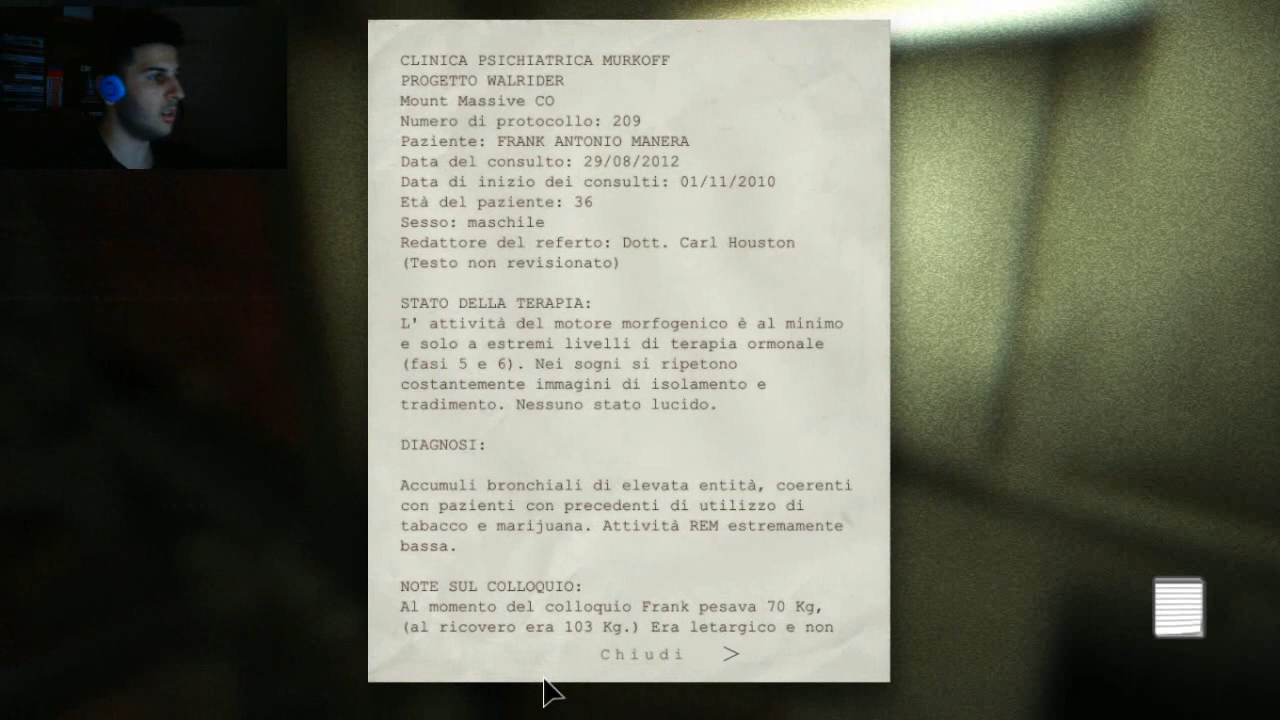 CLINICA PSICHIATRICA MURKOFF
PROGETTO WALRIDER
Mount Massive CO
Numero di protocollo: 209
Paziente: FRANK ANTONIO MANERA
Data del consulto: 29/08/2012
Data di inizio dei consulti: 01/11/2010
Età del paziente: 36
Sesso: maschile
Redattore del referto: Dott. Carl Houston
(Testo non revisionato)
STATO DELLA TERAPIA:
L' attività del motore morfogenico è al minimo
e solo a estremi livelli di terapia ormonale
(fasi 5 e 6). Nei sogni si ripetono
costantemente immagini di isolamento e
tradimento. Nessuno stato lucido.
DIAGNOSI:
Accumuli bronchiali di elevata entità, coerenti
con pazienti con precedenti di utilizzo di
tabacco e marijuana. Attività REM estremamente
bassa.
NOTE SUL COLLOQUIO:
Al momento del colloquio Frank pesava 70 Kg,
(al ricovero era 103 Kg.) Era letargico e non
Chiudi >